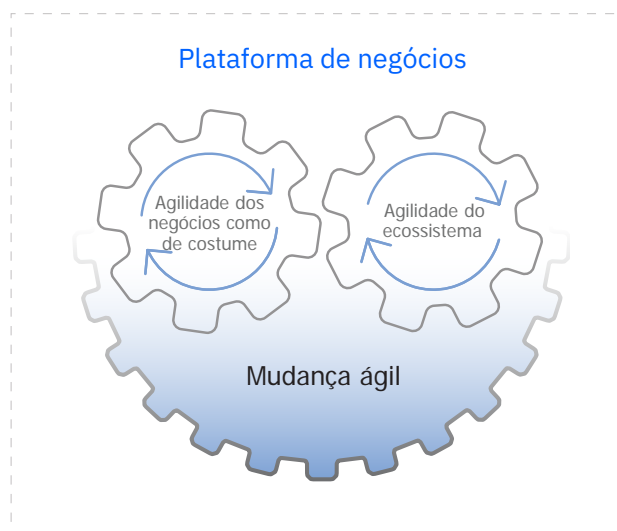 Plataforma de negócios
Agilidade dos
negócios como
de costume
Agilidade do
ecossistema
Mudança ágil